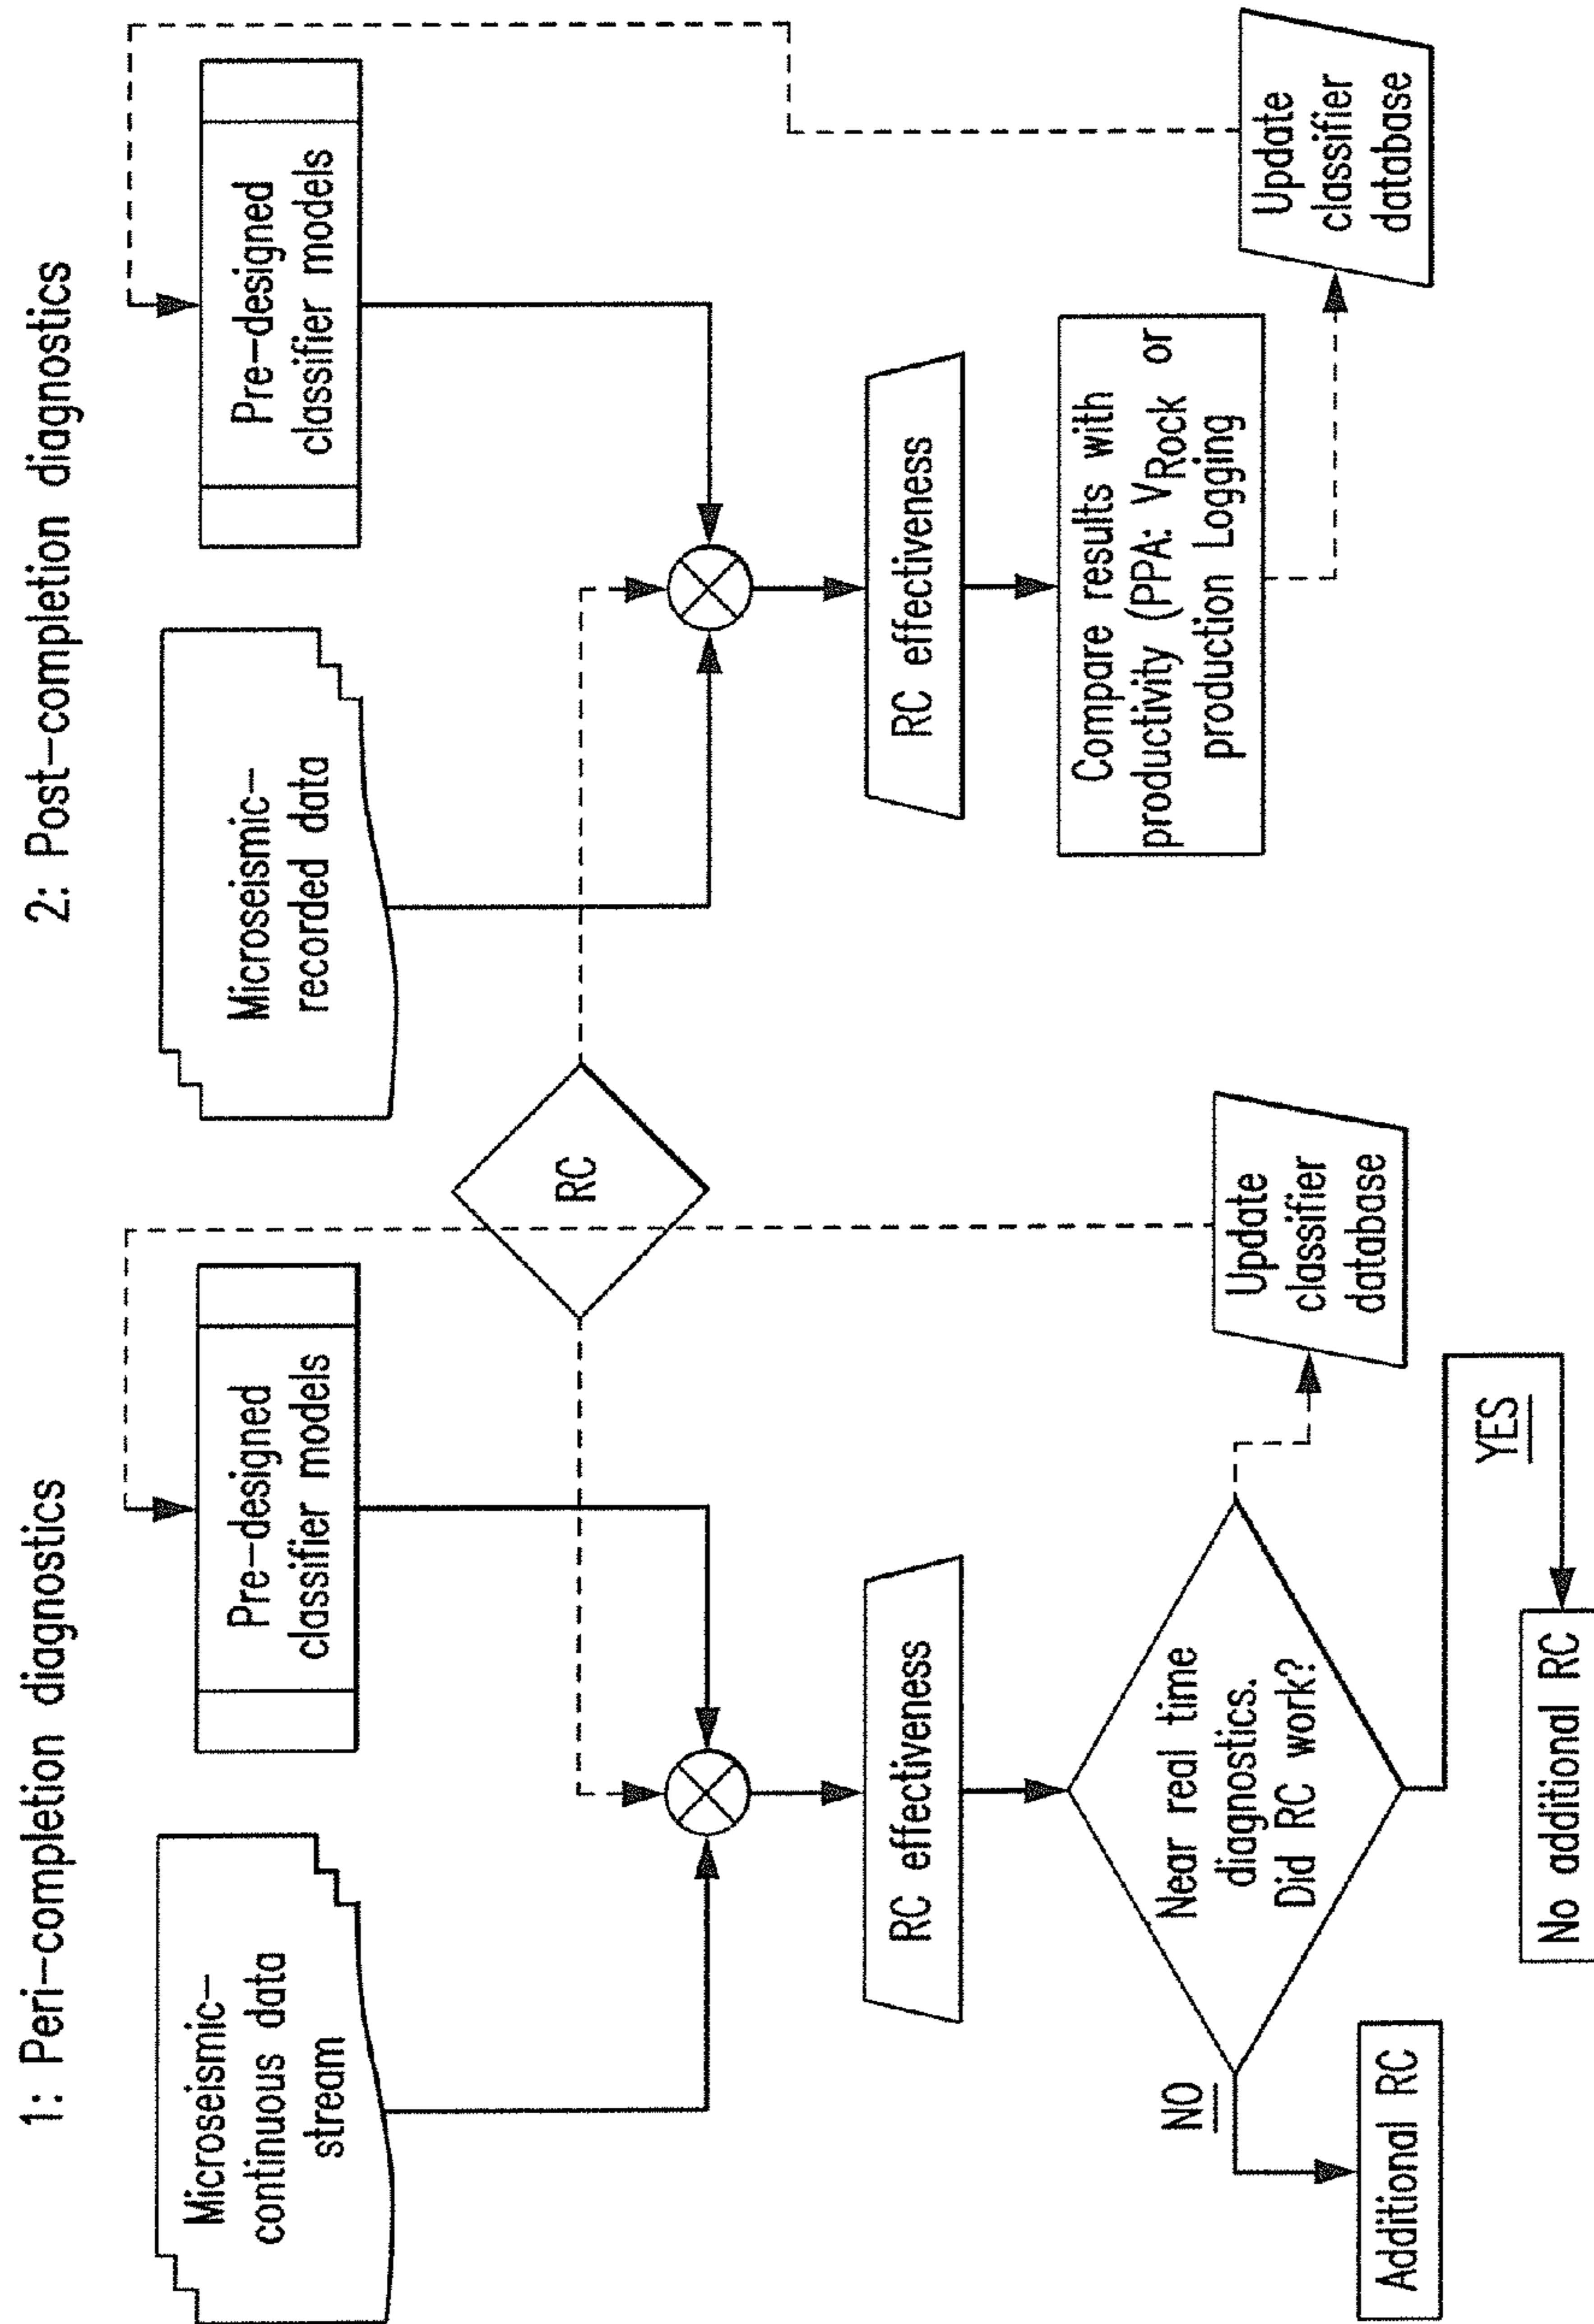 1: Peri-completion diagnostics
Microseismic-
continuous data
stream
Pre-designed
classifier models
RC
RC effectiveness
Near real time
diagnostics.
Did RC work?
NO
YES
Additional RC
No additional RC
Update
classifier
database
2: Post-completion diagnostics
Microseismic-
recorded data
Pre-designed
classifier models
RC effectiveness
Compare results with
productivity (PPA: VRock or
production Logging
Update
classifier
database